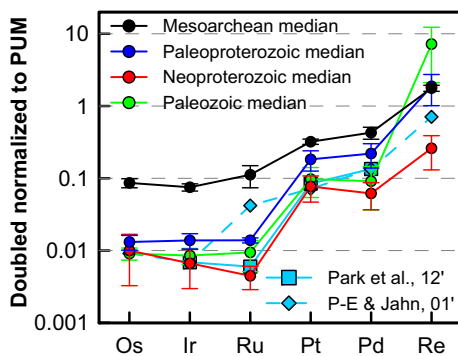 Doubled normalized to PUM
10
1
0.1
0.01
0.001
Mesoarchean median
Paleoproterozoic median
Neoproterozoic median
Paleozoic median
Park et al., 12'
P-E & Jahn, 01'
Os Ir Ru Pt Pd Re